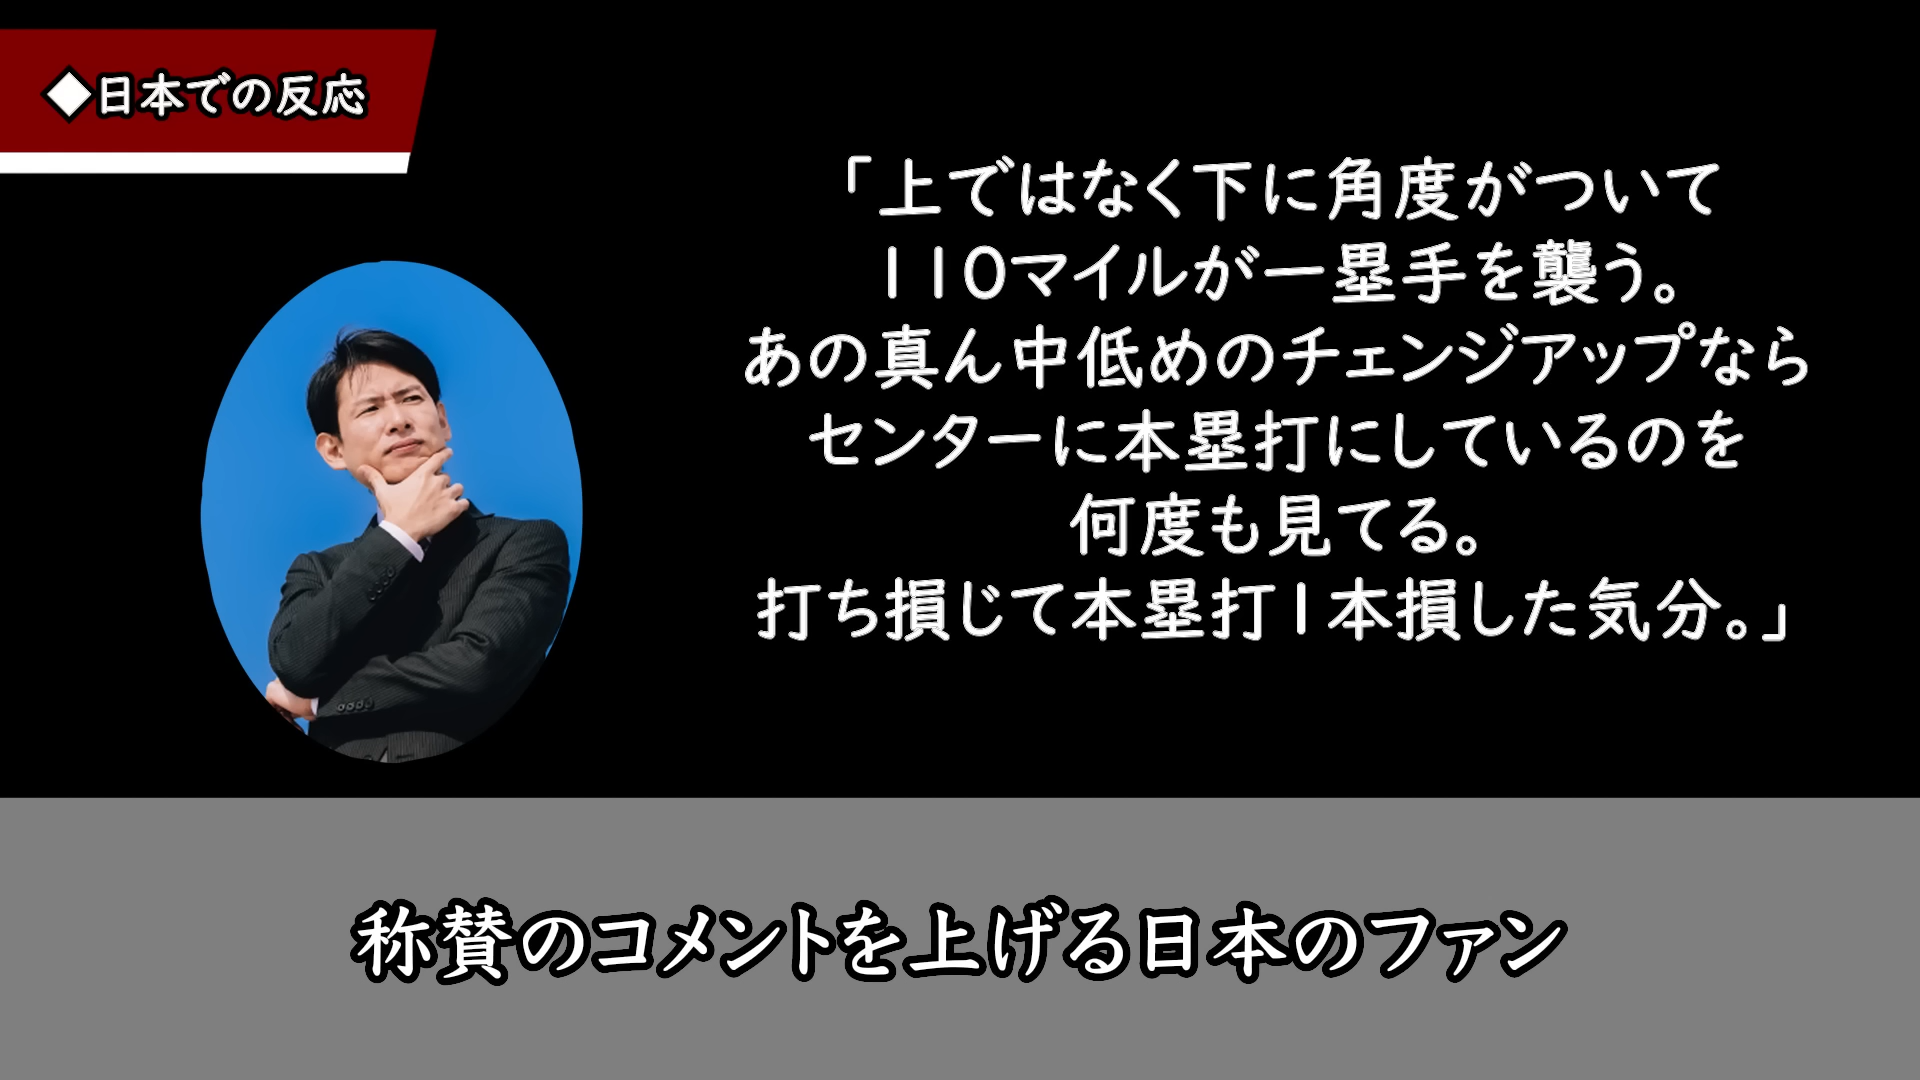 ◆日本での反応
「上ではなく下に角度がついて
110マイルが一塁手を襲う。
あの真ん中低めのチェンジアップなら
センターに本塁打にしているのを
何度も見てる。
打ち損じて本塁打1本損した気分。」
称賛のコメントを上げる日本のファン